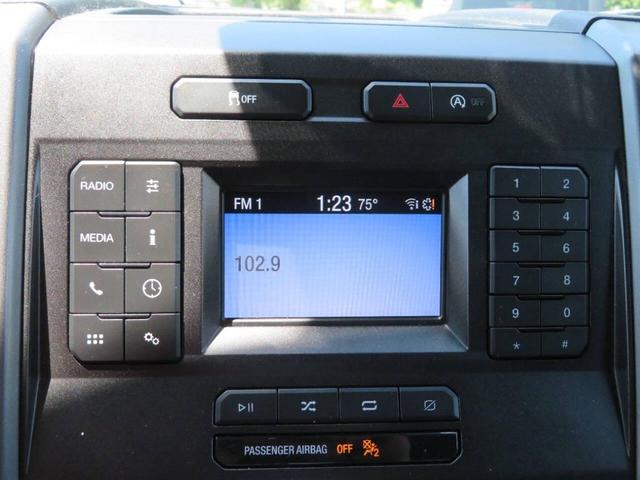 OFF
A OFF
RADIO
1 2
FM 1 1:23 75°
3 4
MEDIA i
5 6
102.9
7 8
9 0
* #
PASSENGER AIRBAG OFF 2